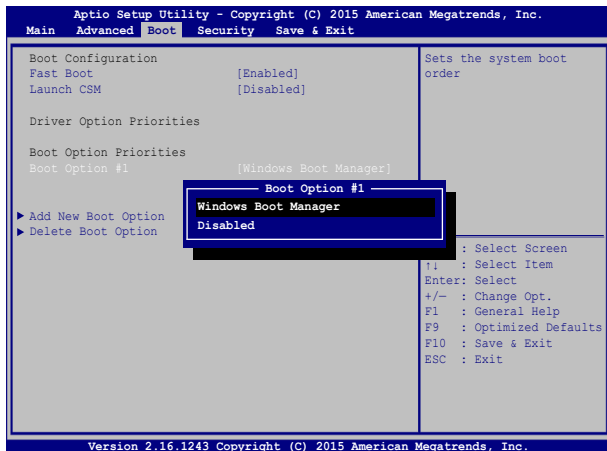 Aptio Setup Utility - Copyright (C) 2015 American Megatrends, Inc.
Main Advanced Boot Security Save & Exit
Boot Configuration
Fast Boot [Enabled]
Launch CSM [Disabled]
Driver Option Priorities
Boot Option Priorities
Boot Option #1 [Windows Boot Manager]
Boot Option #1
Windows Boot Manager
Disabled
▶ Add New Boot Option
▶ Delete Boot Option
Sets the system boot
order
: Select Screen
↑↓ : Select Item
Enter: Select
+/— : Change Opt.
F1 : General Help
F9 : Optimized Defaults
F10 : Save & Exit
ESC : Exit
Version 2.16.1243 Copyright (C) 2015 American Megatrends, Inc.